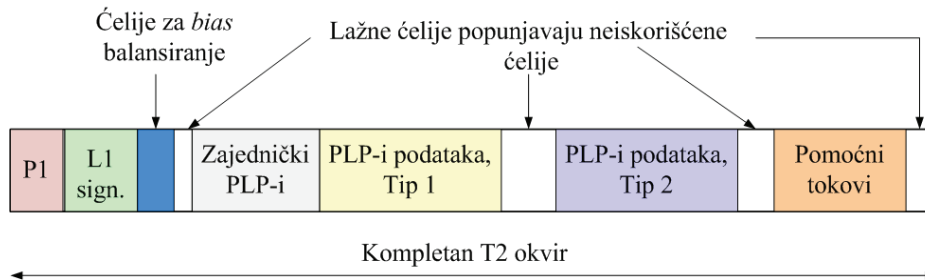 Ćelije za bias
balansiranje
Lažne ćelije popunjavaju neiskorišćene
ćelije
P1
L1
sign.
Zajednički
PLP-i
PLP-i podataka,
Tip 1
PLP-i podataka,
Tip 2
Pomoćni
tokovi
Kompletan T2 okvir